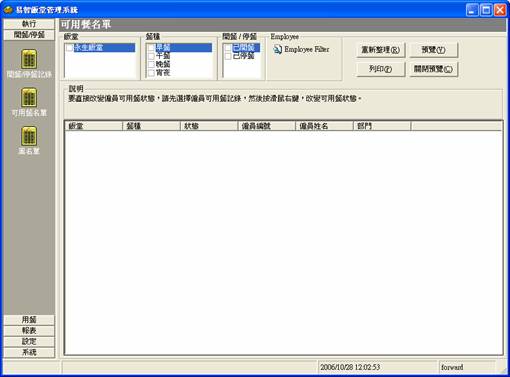 易智飯堂管理系統
執行
開餐/停餐
開餐/停餐記錄
可用餐名單
黑名單
用餐
報表
設定
系統
可用餐名單
飯堂
永生飯堂
餐種
早餐
午餐
晚餐
宵夜
開餐 / 停餐
已開餐
已停餐
Employee
Employee Filter
重新整理(R)
預覽(V)
列印(P)
關閉預覽(C)
說明
要直接改變僱員可用餐狀態，請先選擇僱員可用餐記錄，然後按滑鼠右鍵，改變可用餐狀態。
飯堂 餐種 狀態 僱員編號 僱員姓名 部門
2006/10/28 12:02:53 forward